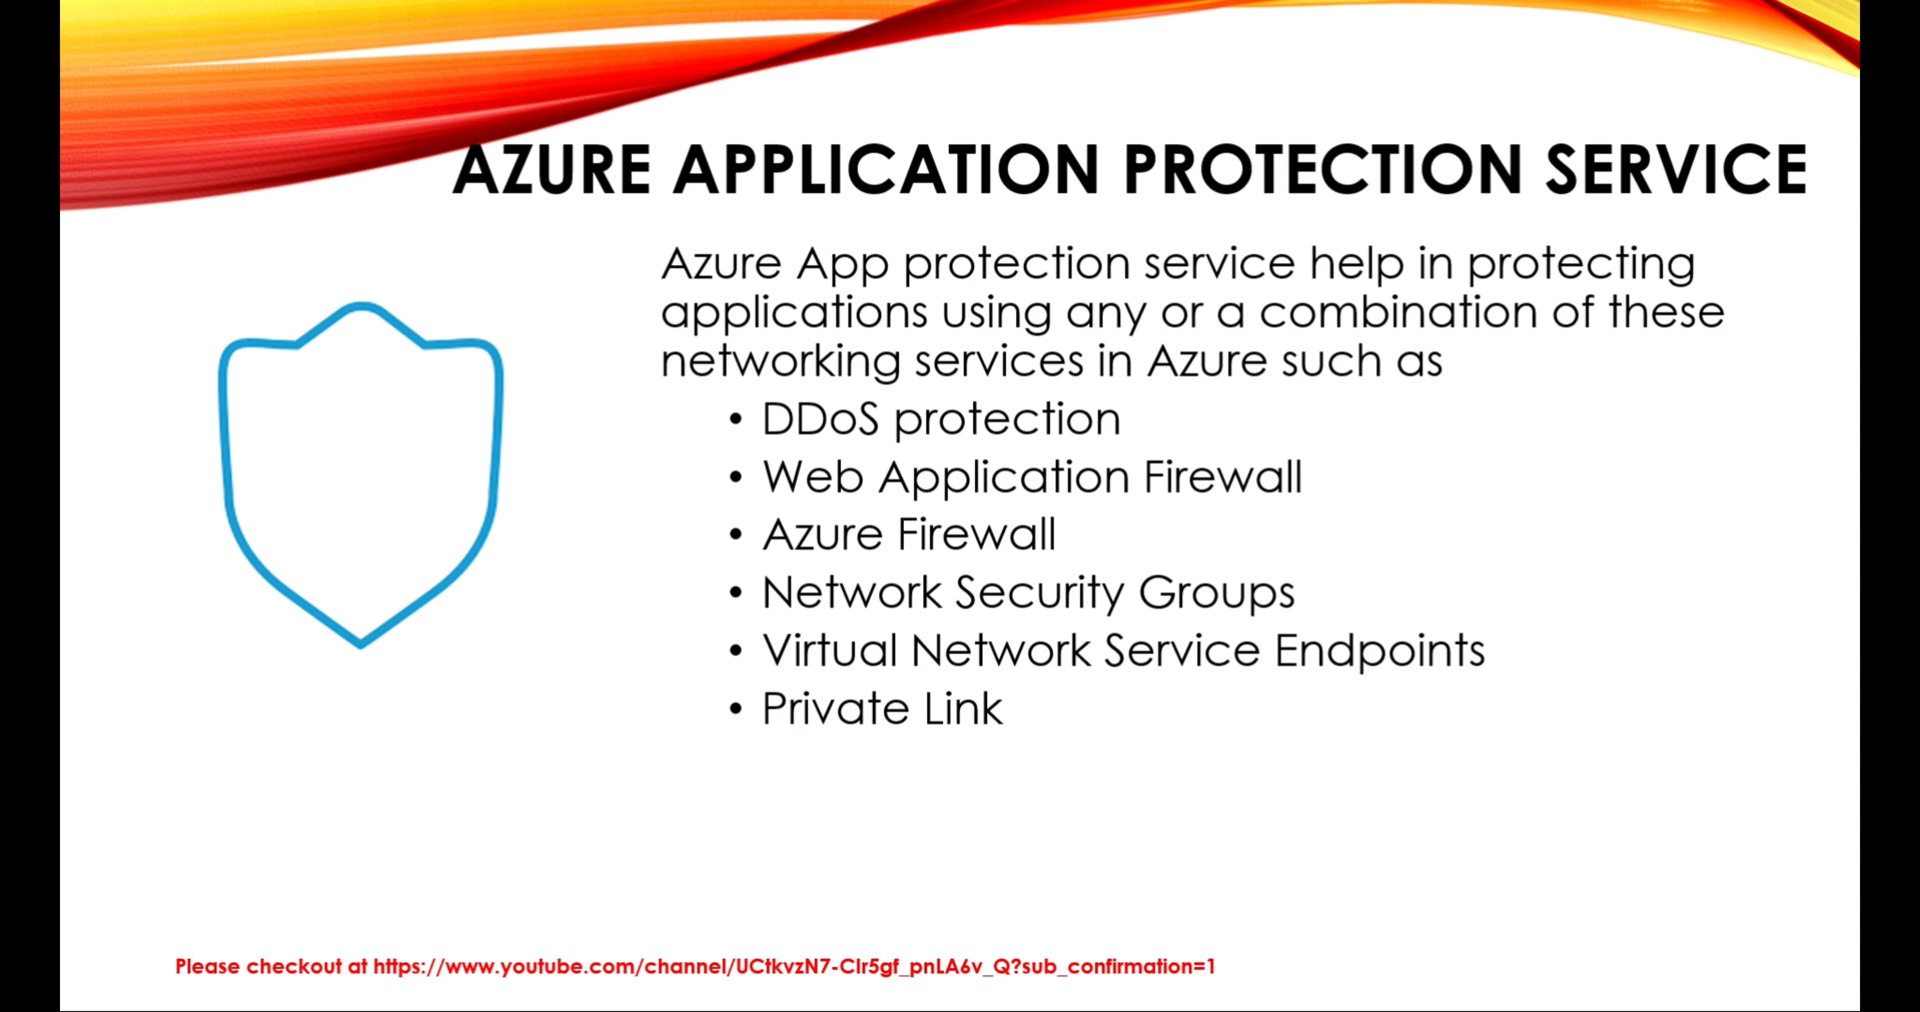 AZURE APPLICATION PROTECTION SERVICE
Azure App protection service help in protecting
applications using any or a combination of these
networking services in Azure such as
• DDoS protection
• Web Application Firewall
• Azure Firewall
• Network Security Groups
• Virtual Network Service Endpoints
• Private Link
Please checkout at https://www.youtube.com/channel/UCtkvzN7-Clr5gf_pnLA6v_Q?sub_confirmation=1